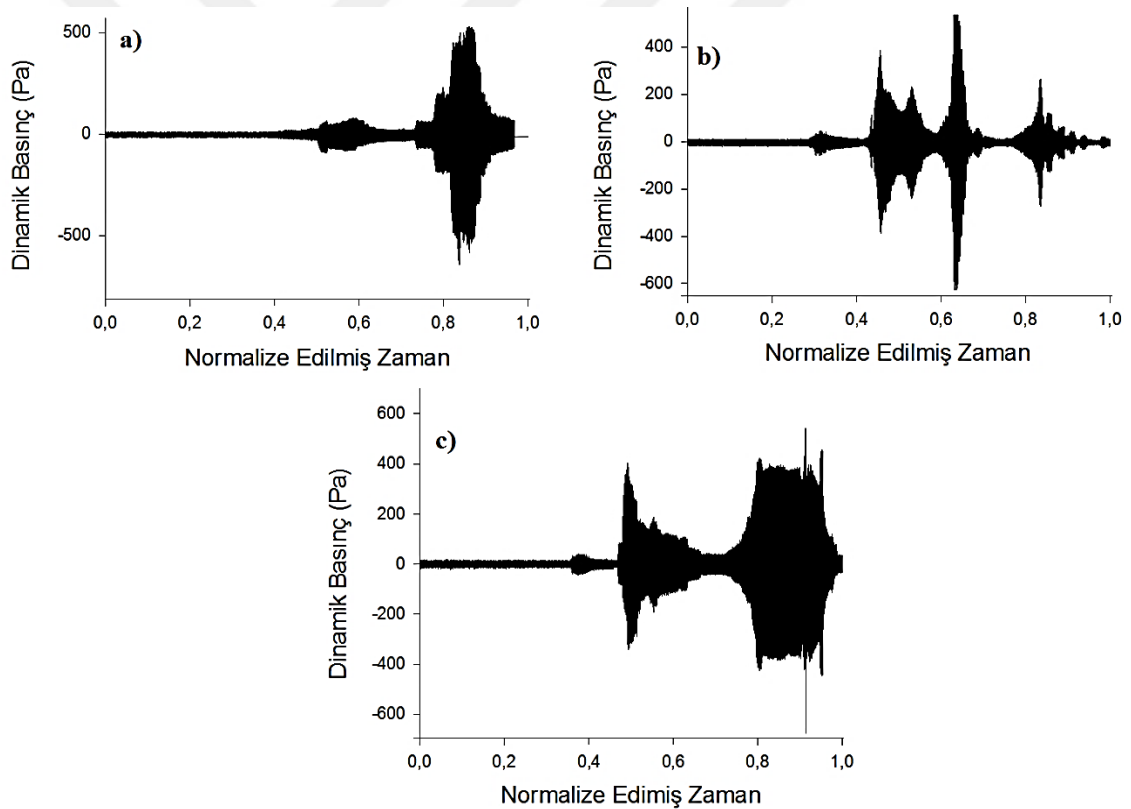 a)
Dinamik Basınç (Pa)
500
0
-500
0,0 0,2 0,4 0,6 0,8 1,0
Normalize Edilmiş Zaman
b)
Dinamik Basınç (Pa)
400
200
0
-200
-400
-600
0,0 0,2 0,4 0,6 0,8 1,0
Normalize Edilmiş Zaman
c)
Dinamik Basınç (Pa)
600
400
200
0
-200
-400
-600
0,0 0,2 0,4 0,6 0,8 1,0
Normalize Edimiş Zaman